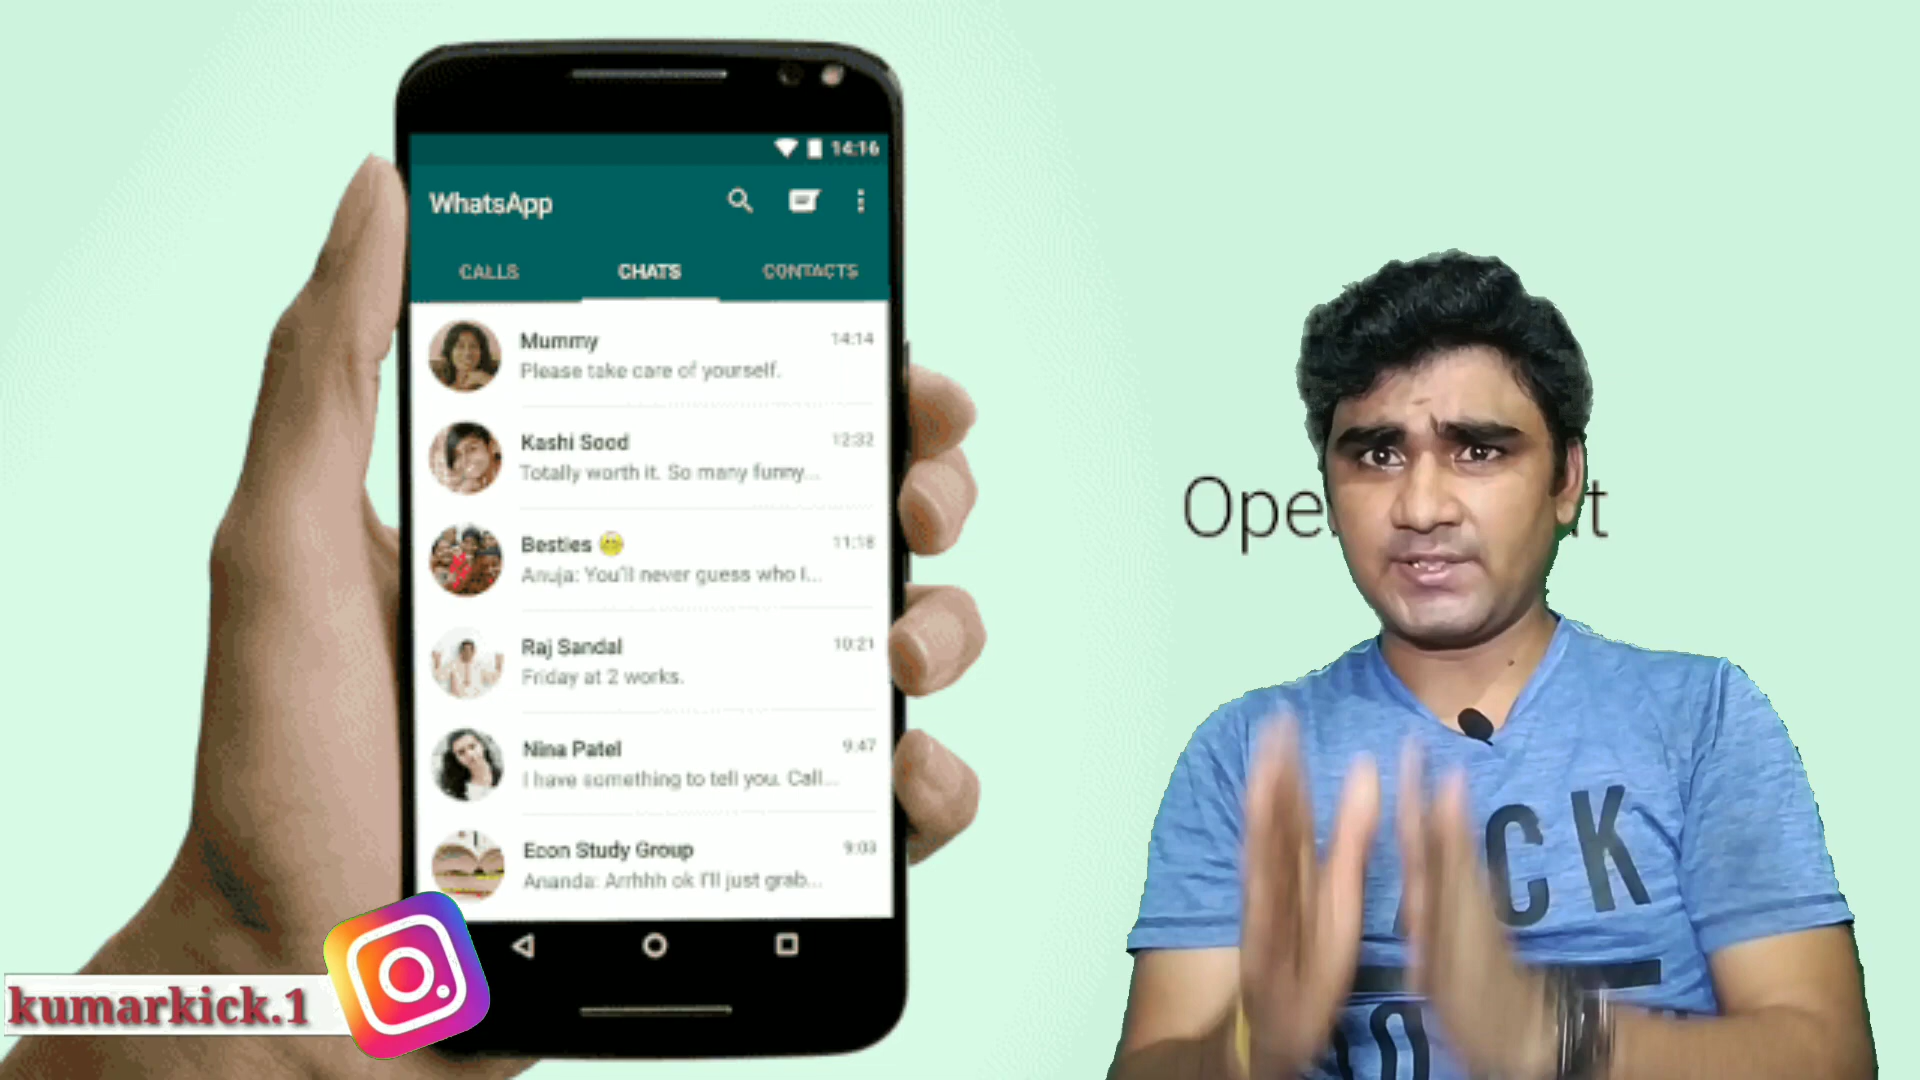 14:16
WhatsApp
CALLS CHATS CONTACTS
Mummy 14:14
Please take care of yourself.
Kashi Sood 12:32
Totally worth it. So many funny...
Besties 11:18
Anuja: You'll never guess who I...
Raj Sandal 10:21
Friday at 2 works.
Nina Patel 9:47
I have something to tell you. Call...
Econ Study Group 9:03
Ananda: Arrhhh ok I'll just grab...
kumarkick.1